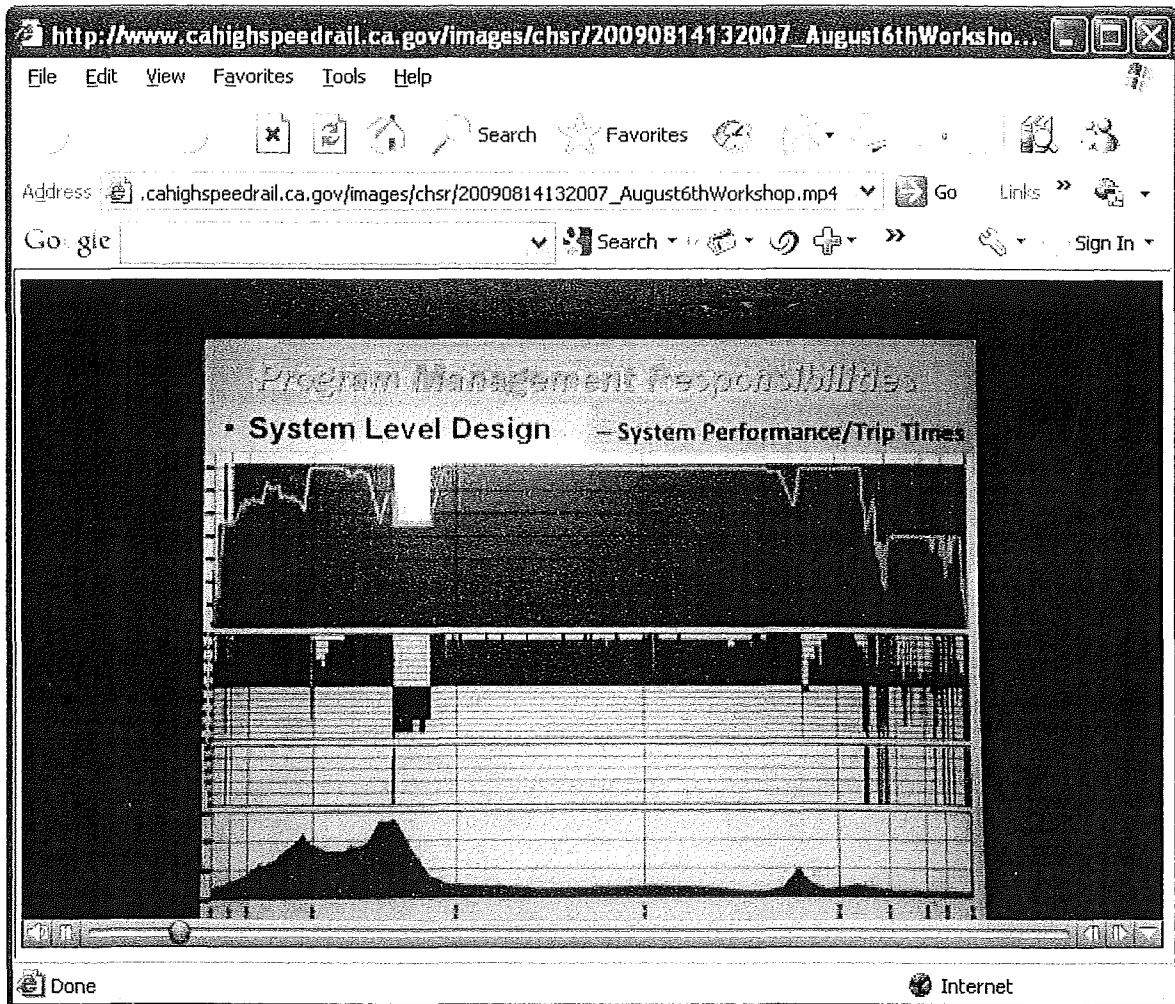 http://www.cahighspeedrail.ca.gov/images/chsr/20090814132007_August6thWorksho...
File Edit View Favorites Tools Help
Search Favorites
Address .cahighspeedrail.ca.gov/images/chsr/20090814132007_August6thWorkshop.mp4 Go Links »
Google Search » Sign In
Program Management Responsibilities
• System Level Design – System Performance/Trip Times
Done Internet